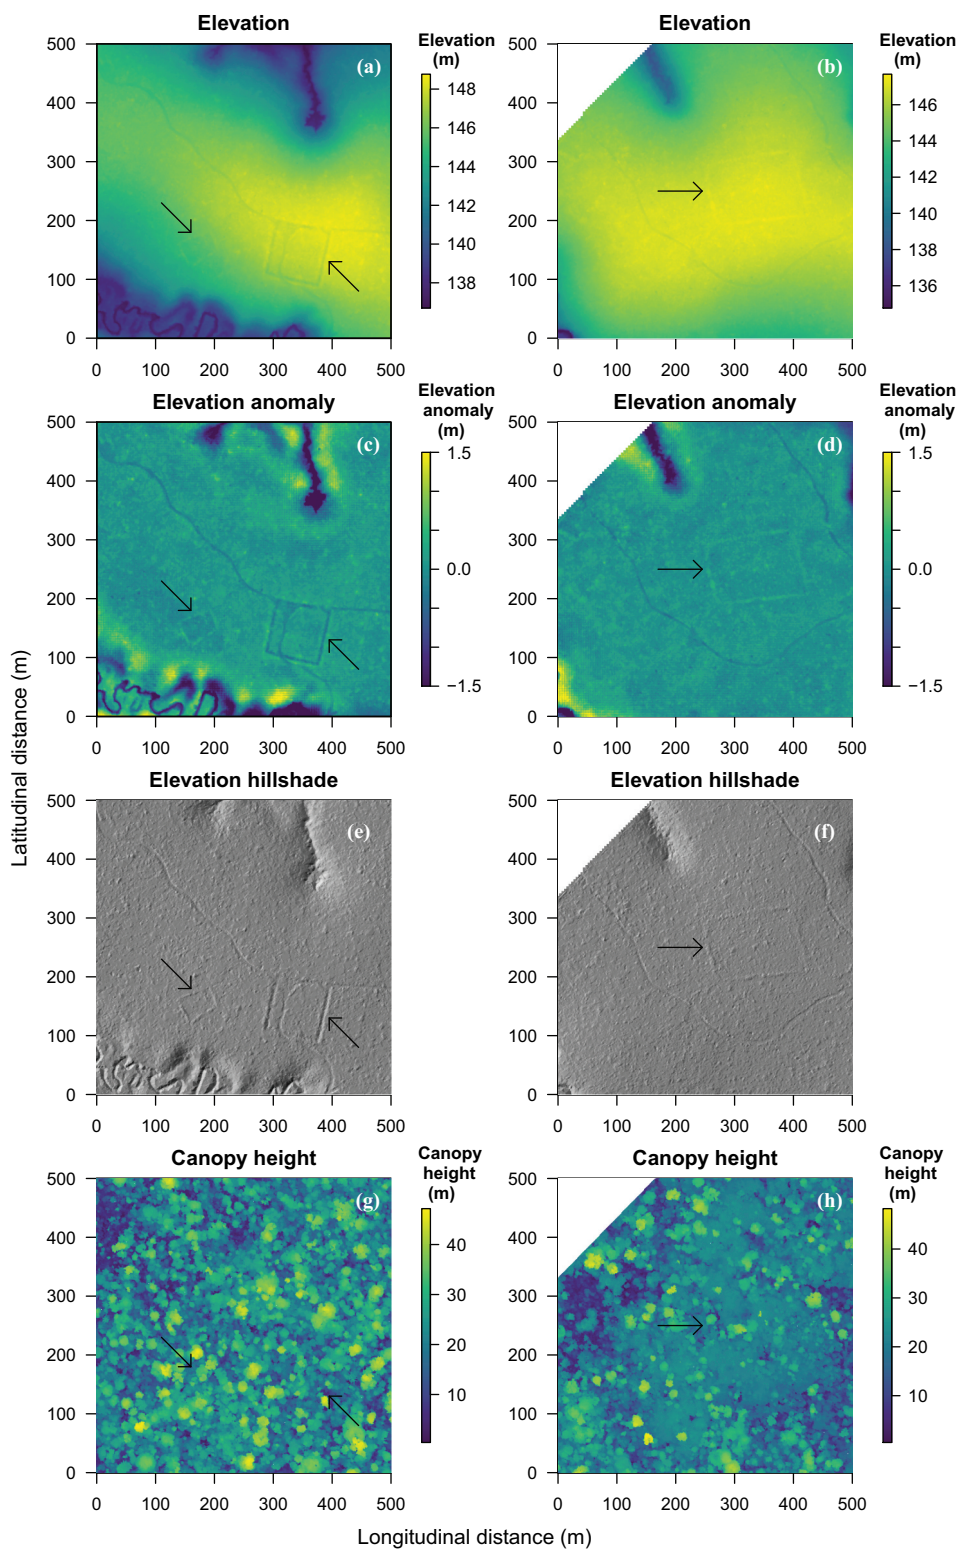 Elevation
Elevation
Elevation
(m)
Elevation
(m)
(a)
(b)
500
400
300
200
100
0
148
146
144
142
140
138
500
400
300
200
100
0
146
144
142
140
138
136
0 100 200 300 400 500
0 100 200 300 400 500
Elevation anomaly
Elevation anomaly
Elevation
anomaly
(m)
Elevation
anomaly
(m)
(c)
(d)
500
400
300
200
100
0
1.5
0.0
−1.5
500
400
300
200
100
0
1.5
0.0
−1.5
0 100 200 300 400 500
0 100 200 300 400 500
Latitudinal distance (m)
Elevation hillshade
Elevation hillshade
(e)
(f)
500
400
300
200
100
0
500
400
300
200
100
0
0 100 200 300 400 500
0 100 200 300 400 500
Canopy height
Canopy height
Canopy
height
(m)
Canopy
height
(m)
(g)
(h)
500
400
300
200
100
0
40
30
20
10
500
400
300
200
100
0
40
30
20
10
0 100 200 300 400 500
0 100 200 300 400 500
Longitudinal distance (m)